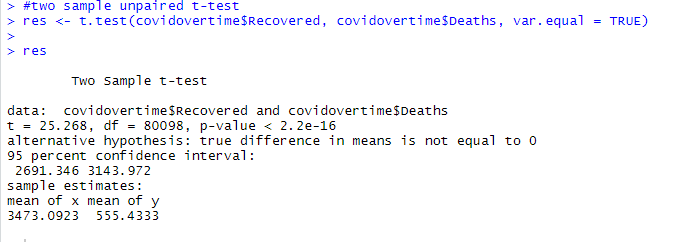 > #two sample unpaired t-test
> res <- t.test(covidovertime$Recovered, covidovertime$Deaths, var.equal = TRUE)
>
> res
Two Sample t-test
data:  covidovertime$Recovered and covidovertime$Deaths
t = 25.268, df = 80098, p-value < 2.2e-16
alternative hypothesis: true difference in means is not equal to 0
95 percent confidence interval:
 2691.346 3143.972
sample estimates:
mean of x mean of y
3473.0923  555.4333